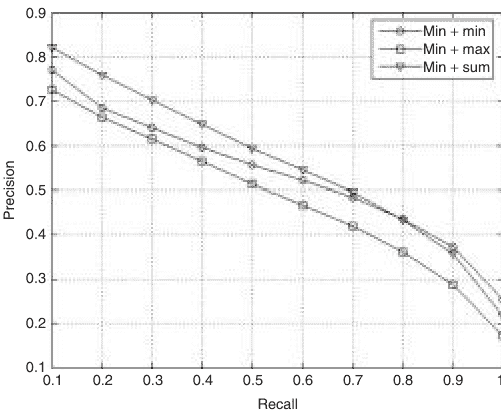 0.9
Min + min
Min + max
Min + sum
0.8
0.7
0.6
0.5
0.4
0.3
0.2
0.1
Precision
0.1 0.2 0.3 0.4 0.5 0.6 0.7 0.8 0.9 1
Recall